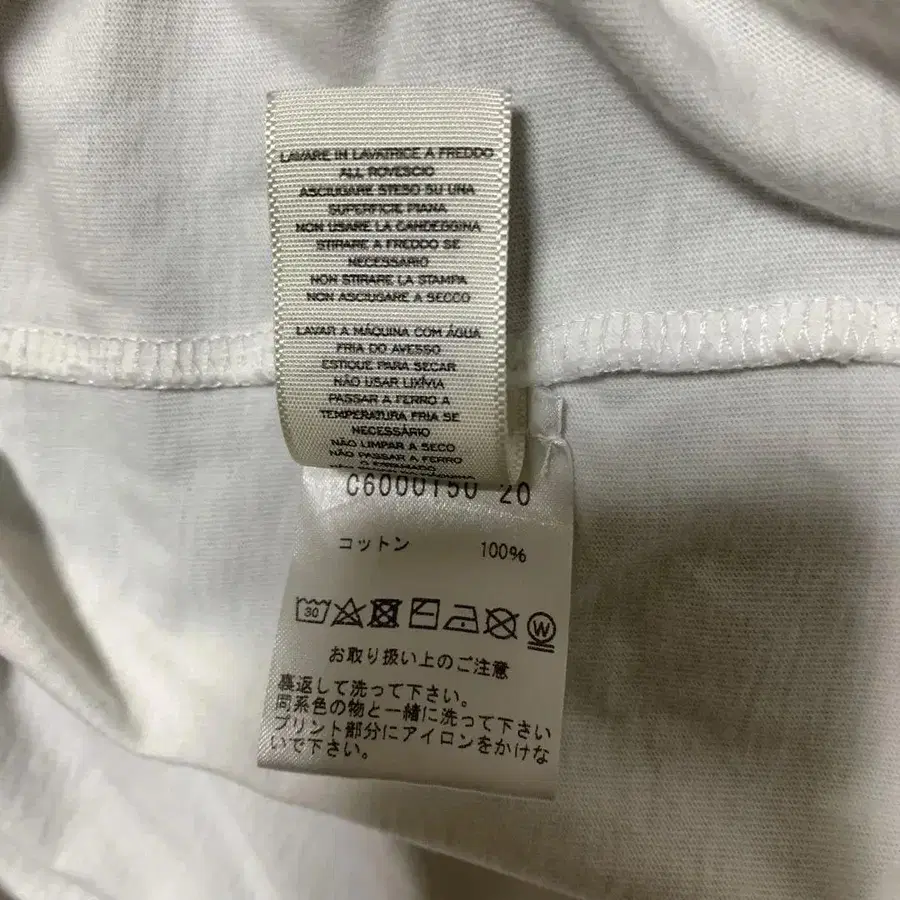 LAVARE IN LAVATRICE A FREDDO
ALL ROVESCIO
ASCIUGARE STESO SU UNA
SUPERFICIE PIANA
NON USARE LA CANDEGGINA
STIRARE A FREDDO SE
NECESSARIO
NON STIRARE LA STAMPA
NON ASCIUGARE A SECCO
LAVAR A MÁQUINA COM ÁGUA
FRIA DO AVESSO
ESTIQUE PARA SECAR
NÃO USAR LIXÍVIA
PASSAR A FERRO A
TEMPERATURA FRIA SE
NECESSÁRIO
NÃO LIMPAR A SECO
NÃO PASSAR A FERRO
O ESTAMPADO
C6000150 20
コットン 100%
30
W
お取り扱い上のご注意
裏返して洗って下さい。
同系色の物と一緒に洗って下さい
プリント部分にアイロンをかけな
いで下さい。